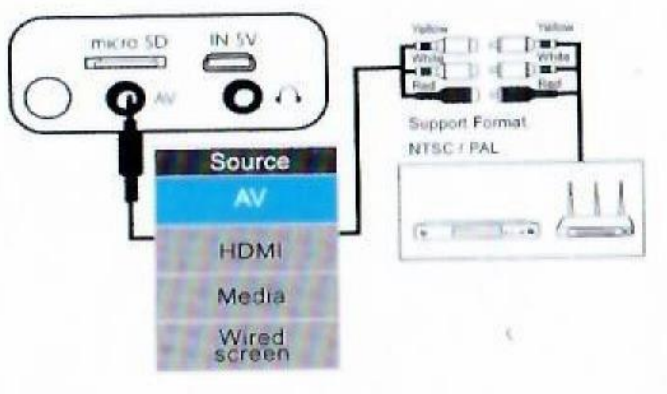 micro SD
IN 5V
AV
Source
AV
HDMI
Media
Wired
screen
Yellow
Yellow
White
White
Red
Red
Support Format
NTSC / PAL